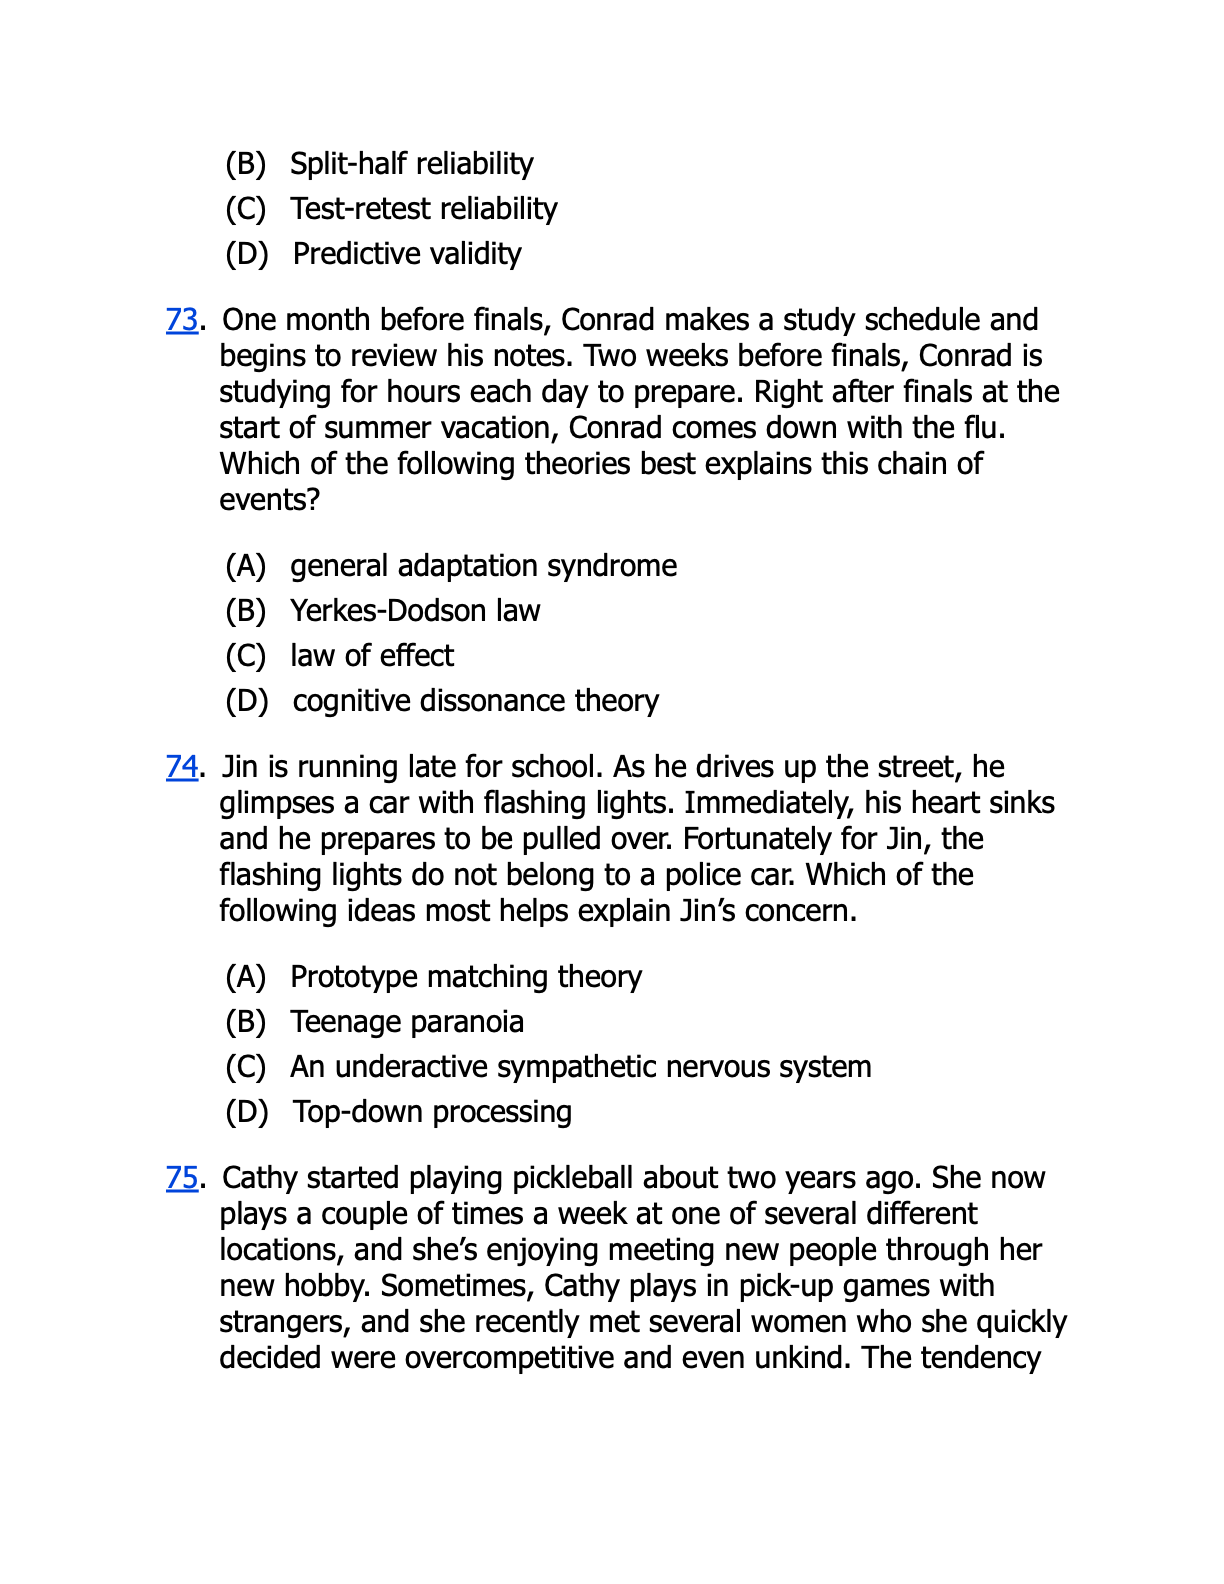 (B) Split-half reliability
(C) Test-retest reliability
(D) Predictive validity
73. One month before finals, Conrad makes a study schedule and
begins to review his notes. Two weeks before finals, Conrad is
studying for hours each day to prepare. Right after finals at the
start of summer vacation, Conrad comes down with the flu.
Which of the following theories best explains this chain of
events?
(A) general adaptation syndrome
(B) Yerkes-Dodson law
(C) law of effect
(D) cognitive dissonance theory
74. Jin is running late for school. As he drives up the street, he
glimpses a car with flashing lights. Immediately, his heart sinks
and he prepares to be pulled over. Fortunately for Jin, the
flashing lights do not belong to a police car. Which of the
following ideas most helps explain Jin’s concern.
(A) Prototype matching theory
(B) Teenage paranoia
(C) An underactive sympathetic nervous system
(D) Top-down processing
75. Cathy started playing pickleball about two years ago. She now
plays a couple of times a week at one of several different
locations, and she’s enjoying meeting new people through her
new hobby. Sometimes, Cathy plays in pick-up games with
strangers, and she recently met several women who she quickly
decided were overcompetitive and even unkind. The tendency